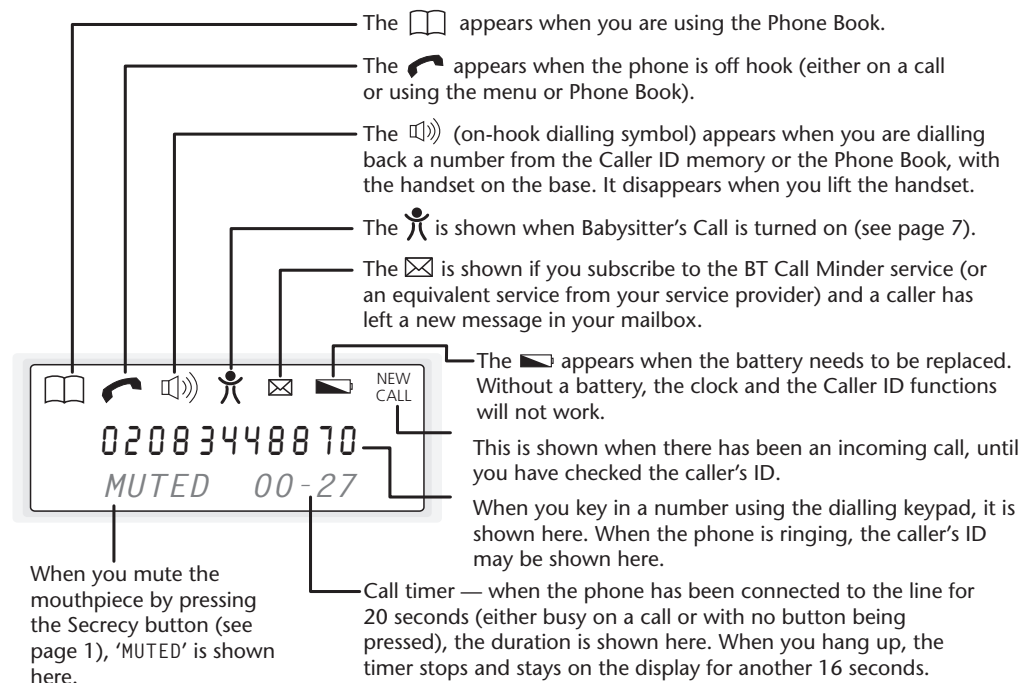 The appears when you are using the Phone Book.
The appears when the phone is off hook (either on a call
or using the menu or Phone Book).
The (on-hook dialling symbol) appears when you are dialling
back a number from the Caller ID memory or the Phone Book, with
the handset on the base. It disappears when you lift the handset.
The is shown when Babysitter’s Call is turned on (see page 7).
The is shown if you subscribe to the BT Call Minder service (or
an equivalent service from your service provider) and a caller has
left a new message in your mailbox.
The appears when the battery needs to be replaced.
Without a battery, the clock and the Caller ID functions
will not work.
NEW
CALL
02083448870
MUTED 00-27
This is shown when there has been an incoming call, until
you have checked the caller’s ID.
When you key in a number using the dialling keypad, it is
shown here. When the phone is ringing, the caller’s ID
may be shown here.
When you mute the
mouthpiece by pressing
the Secrecy button (see
page 1), ‘MUTED’ is shown
here.
Call timer — when the phone has been connected to the line for
20 seconds (either busy on a call or with no button being
pressed), the duration is shown here. When you hang up, the
timer stops and stays on the display for another 16 seconds.